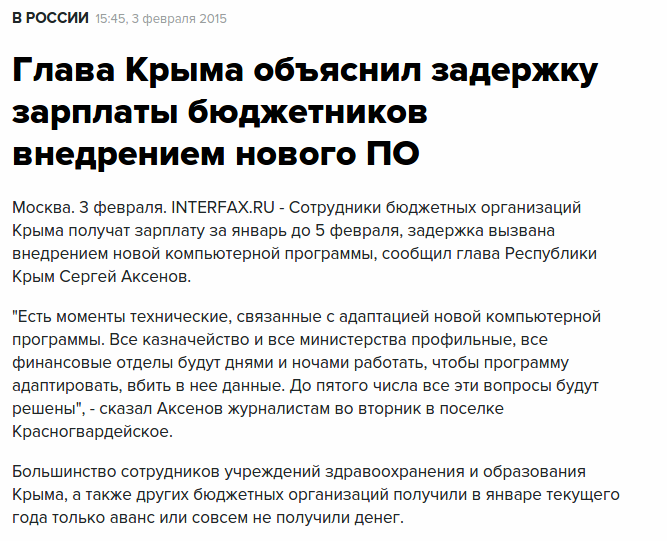 В РОССИИ 15:45, 3 февраля 2015
Глава Крыма объяснил задержку
зарплаты бюджетников
внедрением нового ПО
Москва. 3 февраля. INTERFAX.RU - Сотрудники бюджетных организаций
Крыма получат зарплату за январь до 5 февраля, задержка вызвана
внедрением новой компьютерной программы, сообщил глава Республики
Крым Сергей Аксенов.
"Есть моменты технические, связанные с адаптацией новой компьютерной
программы. Все казначейство и все министерства профильные, все
финансовые отделы будут днями и ночами работать, чтобы программу
адаптировать, вбить в нее данные. До пятого числа все эти вопросы будут
решены", - сказал Аксенов журналистам во вторник в поселке
Красногвардейское.
Большинство сотрудников учреждений здравоохранения и образования
Крыма, а также других бюджетных организаций получили в январе текущего
года только аванс или совсем не получили денег.